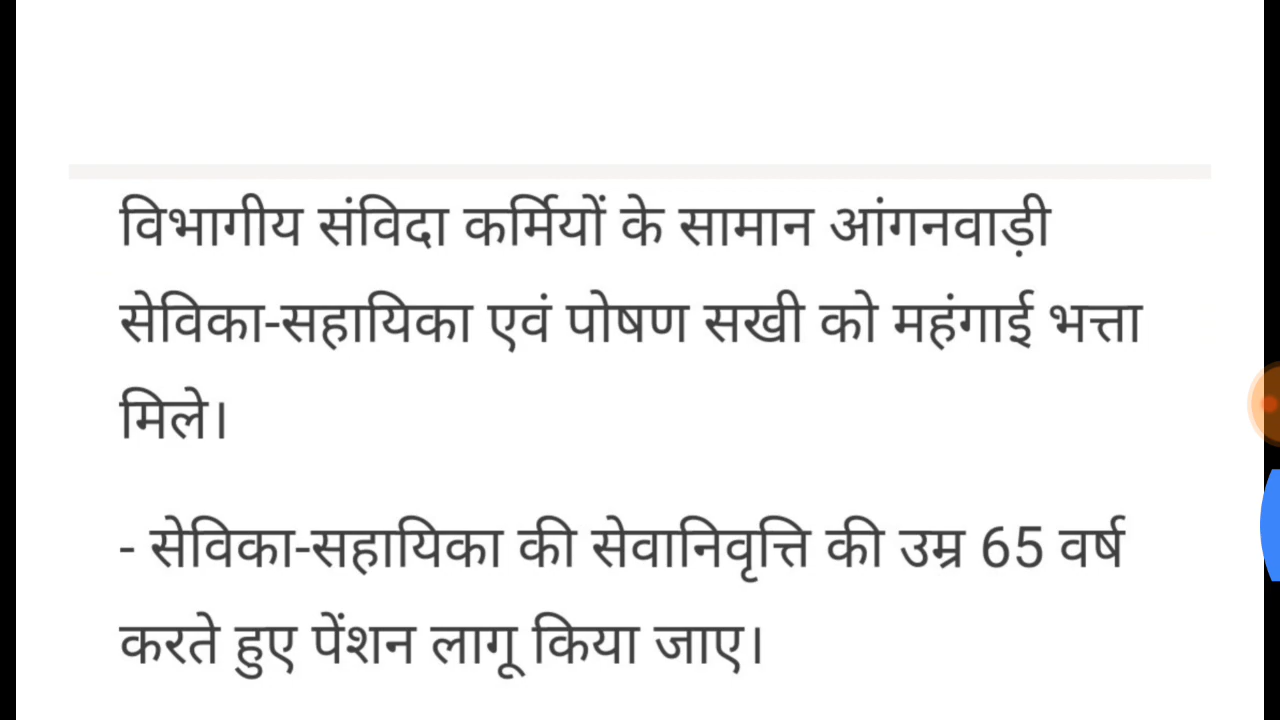 विभागीय संविदा कर्मियों के सामान आंगनवाड़ी
सेविका-सहायिका एवं पोषण सखी को महंगाई भत्ता
मिले।
- सेविका-सहायिका की सेवानिवृत्ति की उम्र 65 वर्ष
करते हुए पेंशन लागू किया जाए।